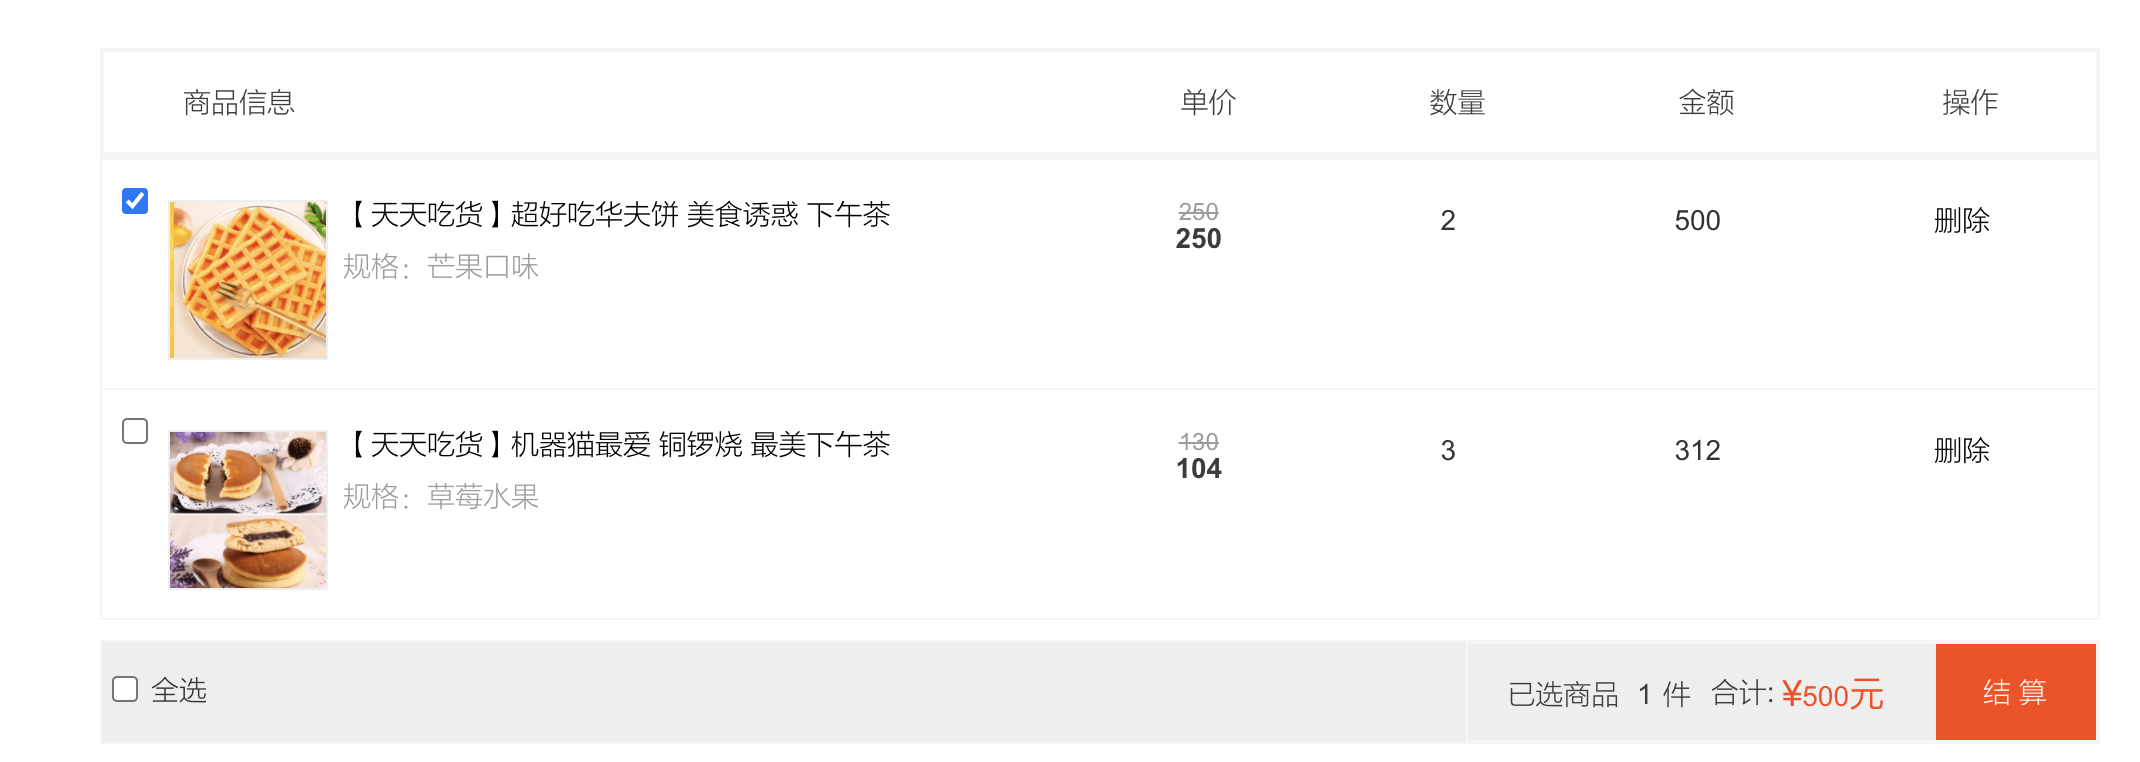 商品信息 单价 数量 金额 操作
【天天吃货】超好吃华夫饼 美食诱惑 下午茶 250 2 500 删除
250
规格：芒果口味
【天天吃货】机器猫最爱 铜锣烧 最美下午茶 130 3 312 删除
104
规格：草莓水果
全选 已选商品 1 件 合计:¥500元 结 算